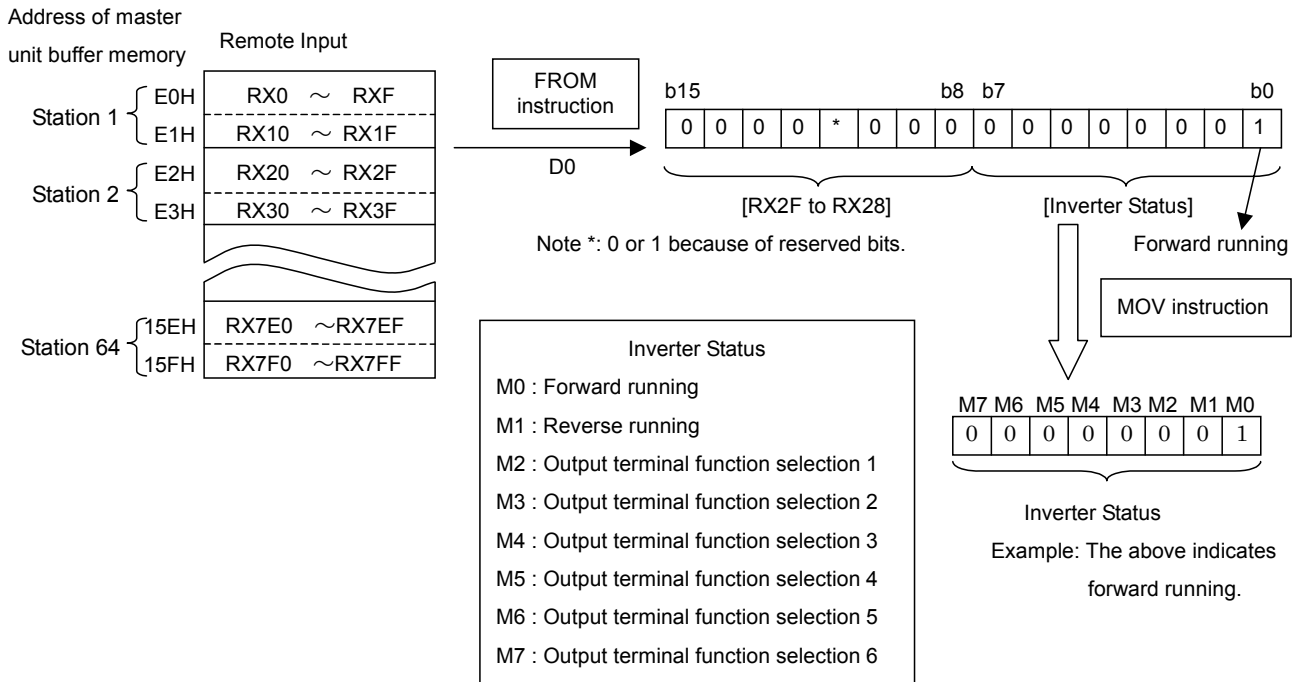 Address of master
unit buffer memory
Remote Input
Station 1
E0H RX0 ～ RXF
E1H RX10 ～ RX1F
Station 2
E2H RX20 ～ RX2F
E3H RX30 ～ RX3F
Station 64
15EH RX7E0 ～RX7EF
15FH RX7F0 ～RX7FF
FROM
instruction
D0
b15 b8 b7 b0
0 0 0 0 * 0 0 0 0 0 0 0 0 0 0 1
[RX2F to RX28] [Inverter Status]
Note *: 0 or 1 because of reserved bits.
Forward running
MOV instruction
M7 M6 M5 M4 M3 M2 M1 M0
0 0 0 0 0 0 0 1
Inverter Status
Example: The above indicates
forward running.
Inverter Status
M0 : Forward running
M1 : Reverse running
M2 : Output terminal function selection 1
M3 : Output terminal function selection 2
M4 : Output terminal function selection 3
M5 : Output terminal function selection 4
M6 : Output terminal function selection 5
M7 : Output terminal function selection 6